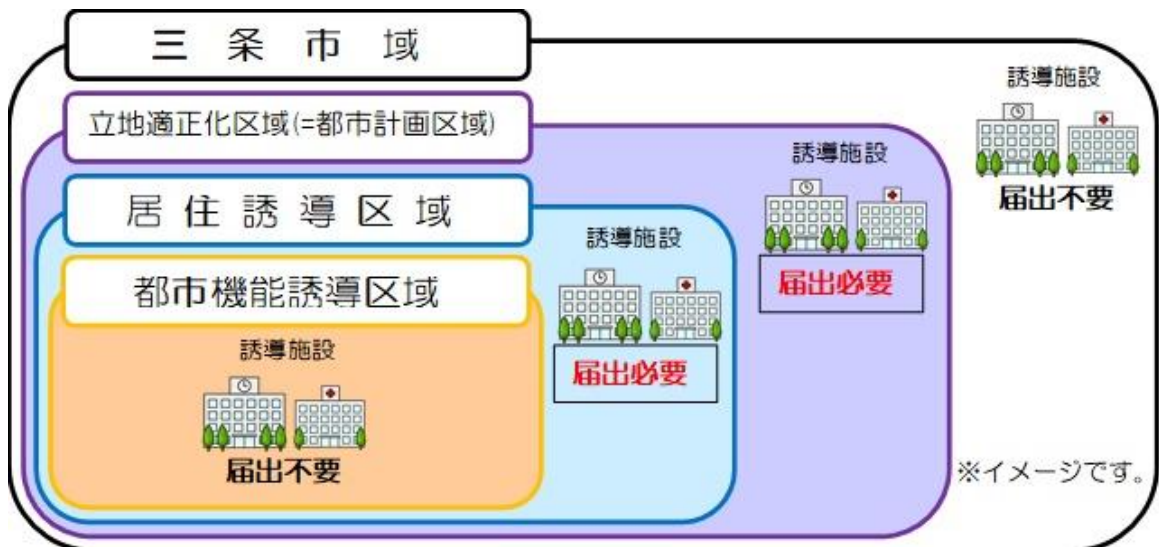 三条市域
立地適正化区域(=都市計画区域)
居住誘導区域
都市機能誘導区域
誘導施設
届出不要
誘導施設
届出必要
誘導施設
届出必要
誘導施設
届出不要
※イメージです。